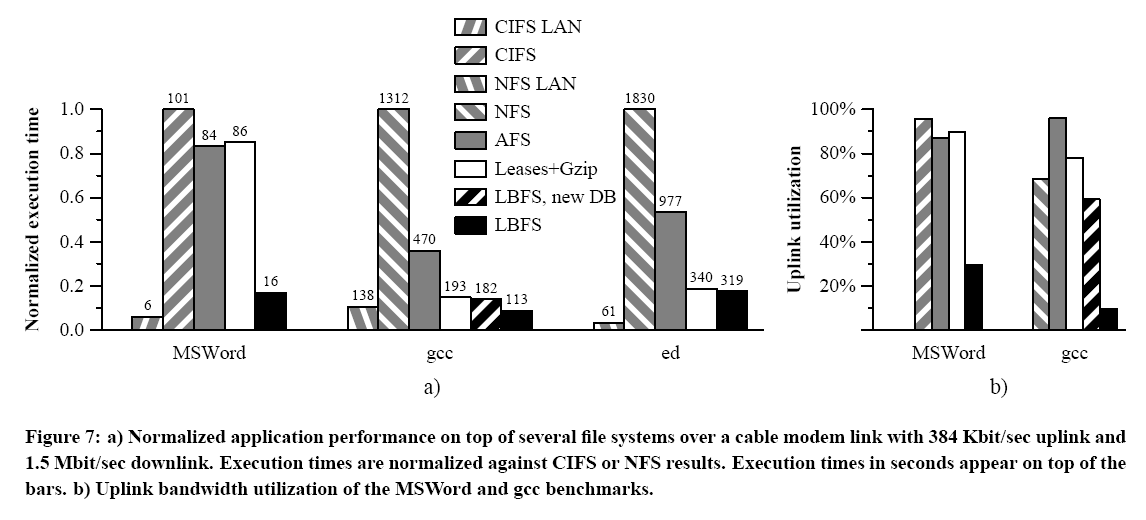 CIFS LAN
CIFS
NFS LAN
NFS
AFS
Leases+Gzip
LBFS, new DB
LBFS
Normalized execution time
1.0
0.8
0.6
0.4
0.2
0.0
6
101
84
86
16
138
1312
470
193
182
113
61
1830
977
340
319
MSWord
gcc
ed
a)
Uplink utilization
100%
80%
60%
40%
20%
MSWord
gcc
b)
Figure 7: a) Normalized application performance on top of several file systems over a cable modem link with 384 Kbit/sec uplink and
1.5 Mbit/sec downlink. Execution times are normalized against CIFS or NFS results. Execution times in seconds appear on top of the
bars. b) Uplink bandwidth utilization of the MSWord and gcc benchmarks.